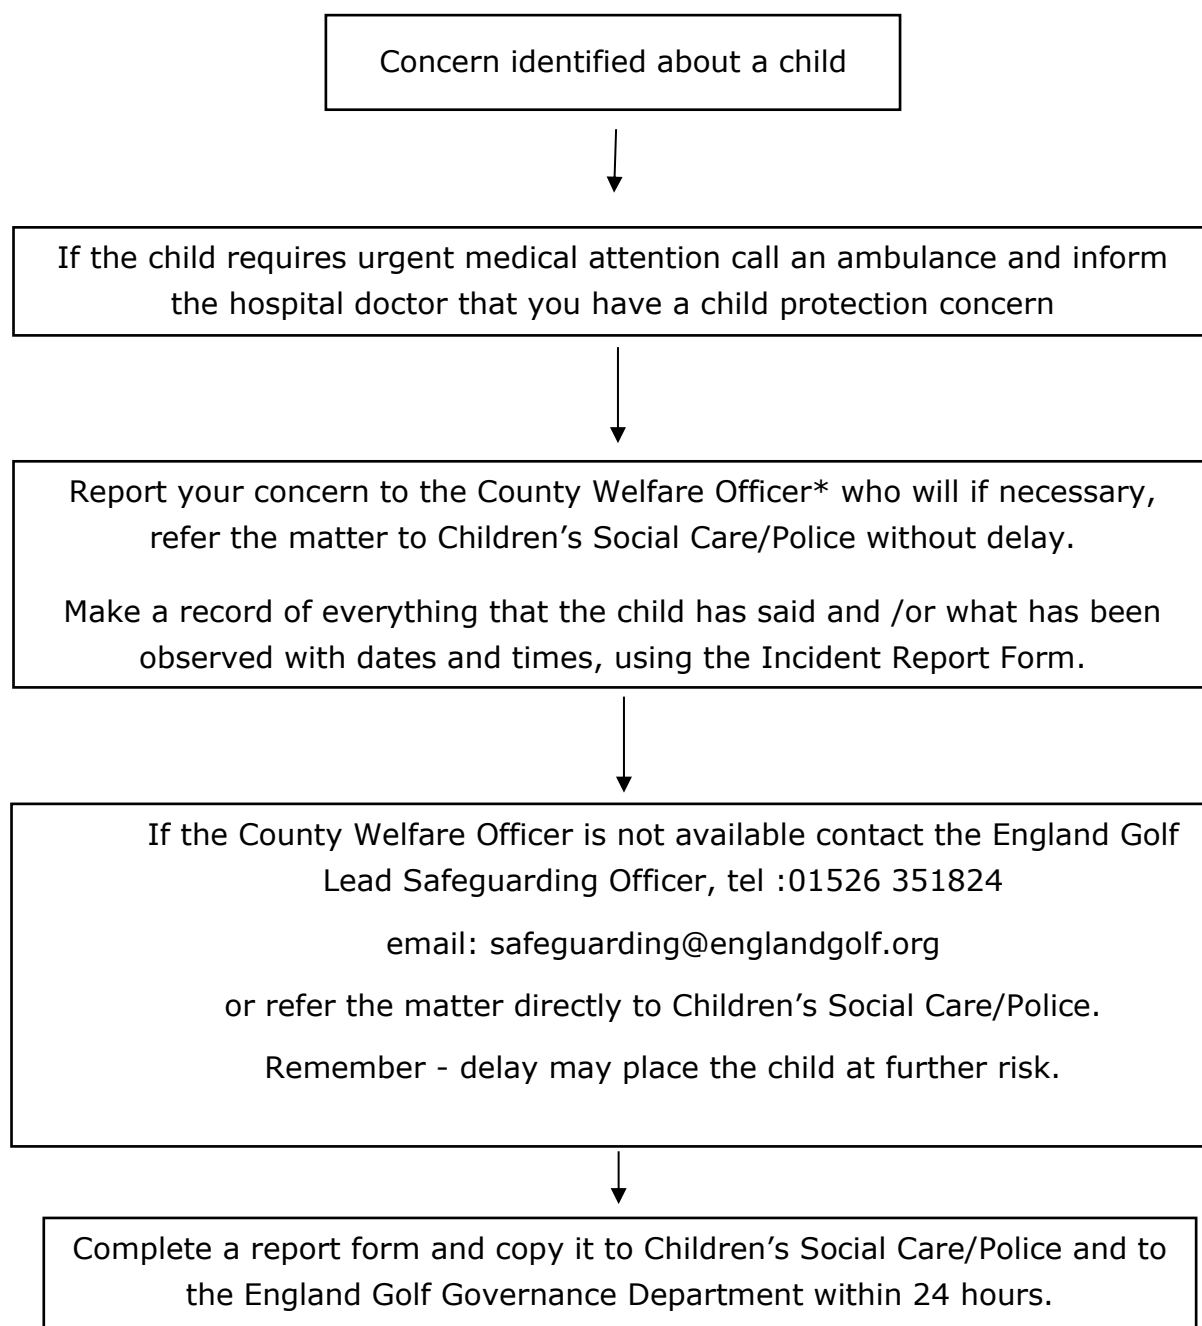 Concern identified about a child
If the child requires urgent medical attention call an ambulance and inform
the hospital doctor that you have a child protection concern
Report your concern to the County Welfare Officer* who will if necessary,
refer the matter to Children’s Social Care/Police without delay.
Make a record of everything that the child has said and /or what has been
observed with dates and times, using the Incident Report Form.
If the County Welfare Officer is not available contact the England Golf
Lead Safeguarding Officer, tel :01526 351824
email: safeguarding@englandgolf.org
or refer the matter directly to Children’s Social Care/Police.
Remember - delay may place the child at further risk.
Complete a report form and copy it to Children’s Social Care/Police and to
the England Golf Governance Department within 24 hours.